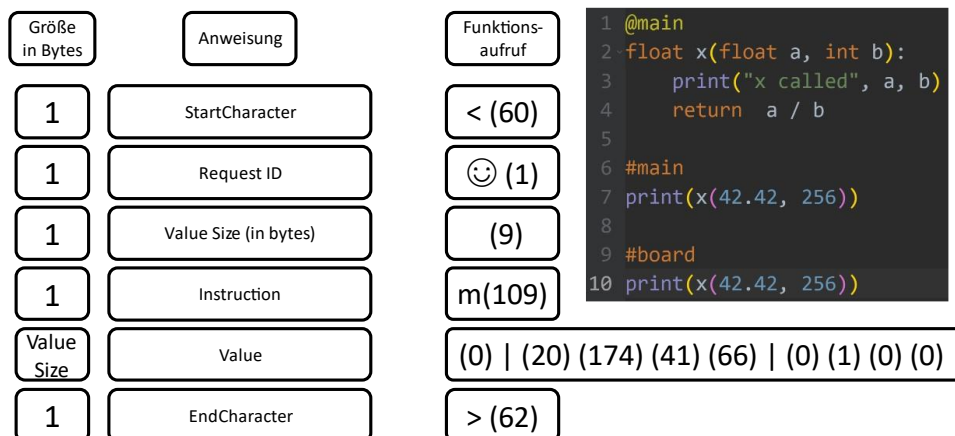 Größe in Bytes
Anweisung
Funktions-
aufruf
1
StartCharacter
< (60)
1
Request ID
☺ (1)
1
Value Size (in bytes)
(9)
1
Instruction
m(109)
Value Size
Value
(0) | (20) (174) (41) (66) | (0) (1) (0) (0)
1
EndCharacter
> (62)
1 @main
2 float x(float a, int b):
3     print("x called", a, b)
4     return  a / b
5
6 #main
7 print(x(42.42, 256))
8
9 #board
10 print(x(42.42, 256))